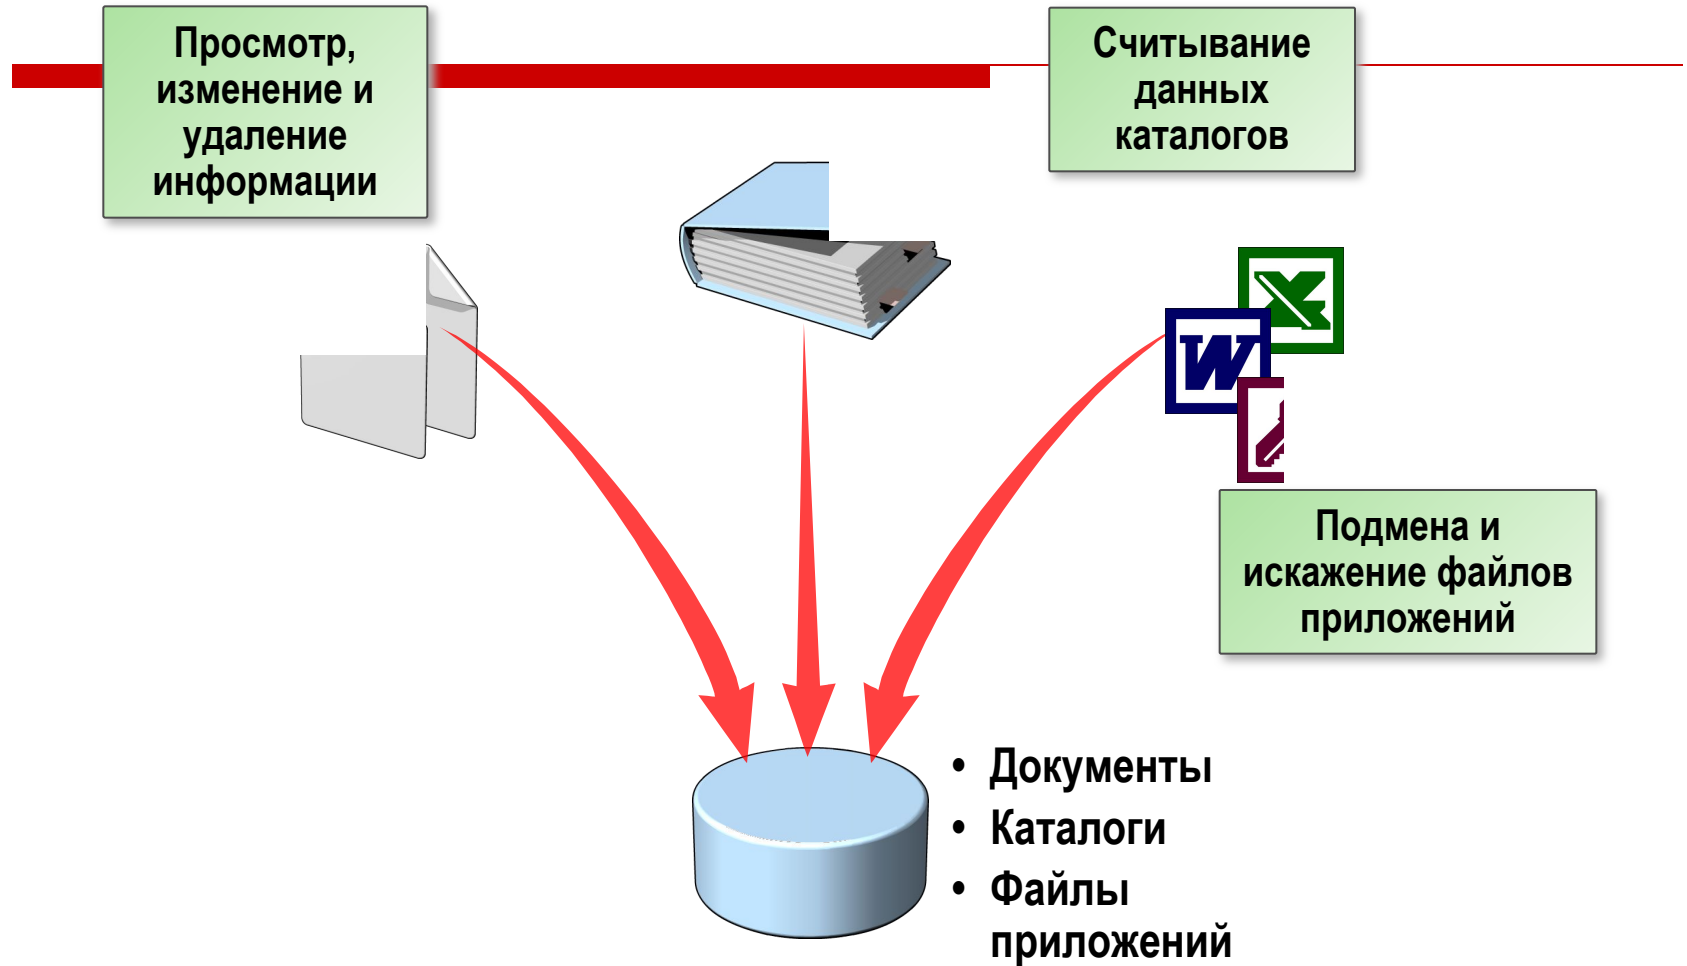 Просмотр,
изменение и
удаление
информации
Считывание
данных
каталогов
W
Подмена и
искажение файлов
приложений
• Документы
• Каталоги
• Файлы
приложений